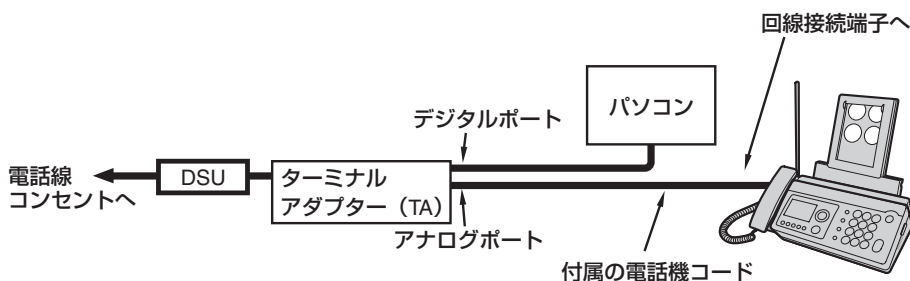 回線接続端子へ
パソコン
デジタルポート
電話線
コンセントへ
DSU
ターミナル
アダプター（TA）
アナログポート
付属の電話機コード